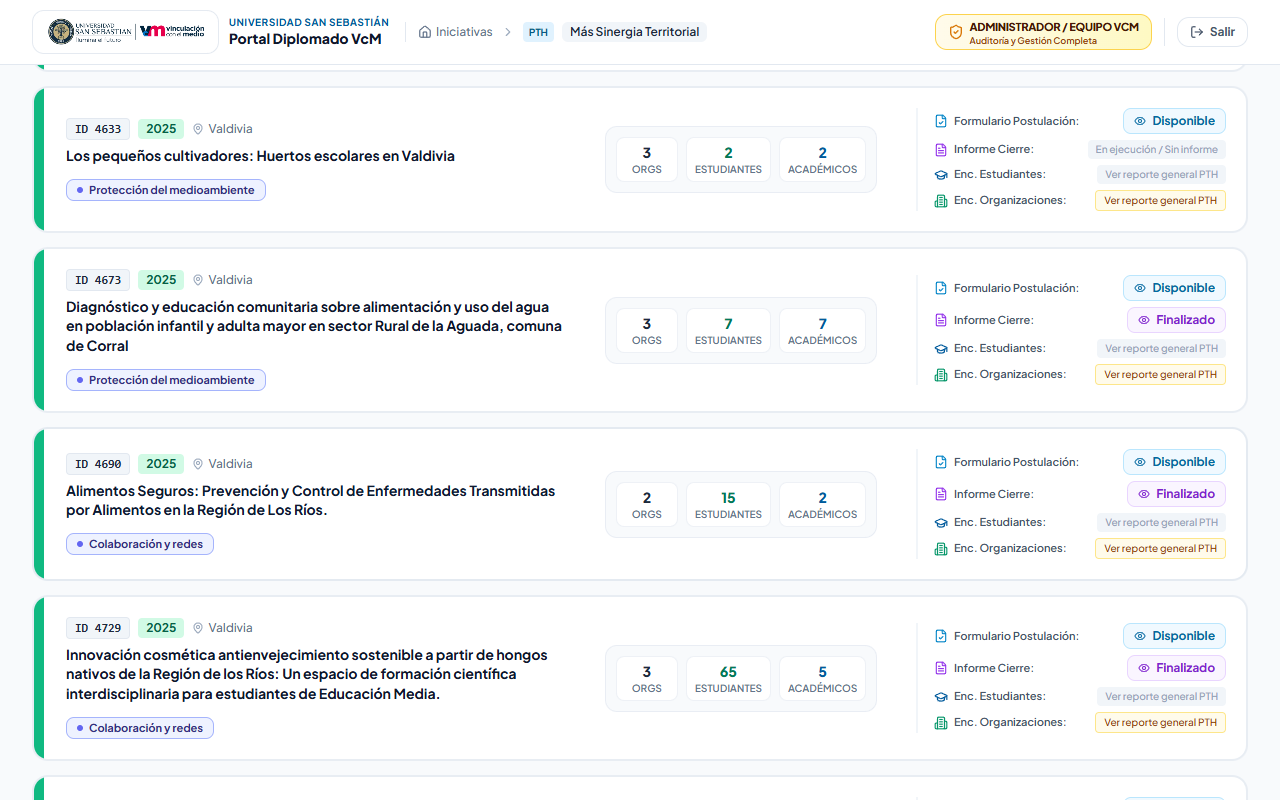 UNIVERSIDAD
SAN SEBASTIAN
vm vinculación
con el medio
UNIVERSIDAD SAN SEBASTIÁN
Portal Diplomado VcM
Iniciativas
PTH
Más Sinergia Territorial
ADMINISTRADOR / EQUIPO VCM
Auditoría y Gestión Completa
Salir
ID 4633
2025
Valdivia
Los pequeños cultivadores: Huertos escolares en Valdivia
Protección del medioambiente
3
ORGS
2
ESTUDIANTES
2
ACADÉMICOS
Formulario Postulación:
Disponible
Informe Cierre:
En ejecución / Sin informe
Enc. Estudiantes:
Ver reporte general PTH
Enc. Organizaciones:
Ver reporte general PTH
ID 4673
2025
Valdivia
Diagnóstico y educación comunitaria sobre alimentación y uso del agua
en población infantil y adulta mayor en sector Rural de la Aguada, comuna
de Corral
Protección del medioambiente
3
ORGS
7
ESTUDIANTES
7
ACADÉMICOS
Formulario Postulación:
Disponible
Informe Cierre:
Finalizado
Enc. Estudiantes:
Ver reporte general PTH
Enc. Organizaciones:
Ver reporte general PTH
ID 4690
2025
Valdivia
Alimentos Seguros: Prevención y Control de Enfermedades Transmitidas
por Alimentos en la Región de Los Ríos.
Colaboración y redes
2
ORGS
15
ESTUDIANTES
2
ACADÉMICOS
Formulario Postulación:
Disponible
Informe Cierre:
Finalizado
Enc. Estudiantes:
Ver reporte general PTH
Enc. Organizaciones:
Ver reporte general PTH
ID 4729
2025
Valdivia
Innovación cosmética antienvejecimiento sostenible a partir de hongos
nativos de la Región de los Ríos: Un espacio de formación científica
interdisciplinaria para estudiantes de Educación Media.
Colaboración y redes
3
ORGS
65
ESTUDIANTES
5
ACADÉMICOS
Formulario Postulación:
Disponible
Informe Cierre:
Finalizado
Enc. Estudiantes:
Ver reporte general PTH
Enc. Organizaciones:
Ver reporte general PTH